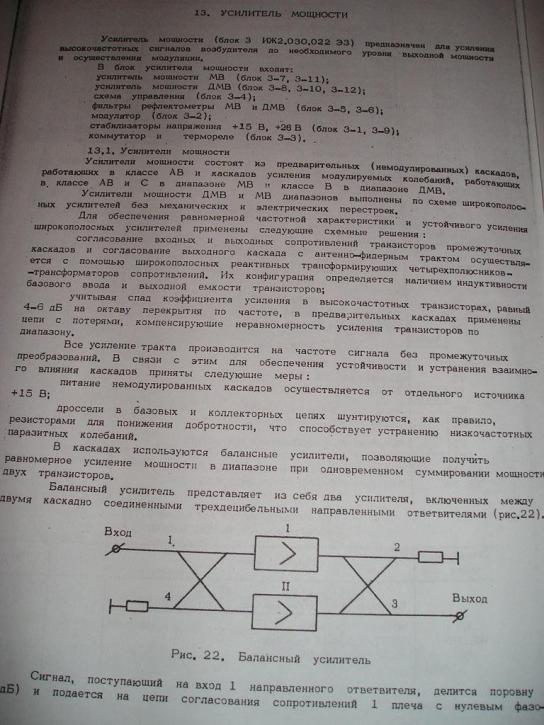 13. УСИЛИТЕЛЬ МОЩНОСТИ
Усилитель мощности (блок 3 ИЖ2.030.022 Э3) предназначен для усиления
высокочастотных сигналов возбудителя до необходимого уровня выходной мощности
и осуществления модуляции.
В блок усилителя мощности входят:
усилитель мощности МВ (блок 3-7, 3-11);
усилитель мощности ДМВ (блок 3-8, 3-10, 3-12);
схема управления (блок 3-4);
фильтры рефлектометры МВ и ДМВ (блок 3-5, 3-6);
модулятор (блок 3-2);
стабилизаторы напряжения +15 В, +26 В (блок 3-1, 3-9);
коммутатор и термореле (блок 3-3).
13.1. Усилители мощности
Усилители мощности состоят из предварительных (немодулированных) каскадов,
работающих в классе АВ и каскадов усиления модулируемых колебаний, работающих
в классе АВ и С в диапазоне МВ и классе В в диапазоне ДМВ.
Усилители мощности ДМВ и МВ диапазонов выполнены по схеме широкополос-
ных усилителей без механических и электрических перестроек.
Для обеспечения равномерной частотной характеристики и устойчивого усиления
широкополосных усилителей применены следующие схемные решения :
согласование входных и выходных сопротивлений транзисторов промежуточных
каскадов и согласование выходного каскада с антенно-фидерным трактом осуществля-
ется с помощью широкополосных реактивных трансформирующих четырехполюсников-
-трансформаторов сопротивлений. Их конфигурация определяется наличием индуктивности
базового ввода и выходной емкости транзисторов;
учитывая спад коэффициента усиления в высокочастотных транзисторах, равный
4-6 дБ на октаву перекрытия по частоте, в предварительных каскадах применены
цепи с потерями, компенсирующие неравномерность усиления транзисторов по
диапазону.
Все усиление тракта производится на частоте сигнала без промежуточных
преобразований. В связи с этим для обеспечения устойчивости и устранения взаимно-
го влияния каскадов приняты следующие меры :
питание немодулированных каскадов осуществляется от отдельного источника
+15 В;
дроссели в базовых и коллекторных цепях шунтируются, как правило,
резисторами для понижения добротности, что способствует устранению низкочастотных
паразитных колебаний.
В каскадах используются балансные усилители, позволяющие получить
равномерное усиление мощности в диапазоне при одновременном суммировании мощности
двух транзисторов.
Балансный усилитель представляет из себя два усилителя, включенных между
двумя каскадно соединенными трехдецибельными направленными ответвителями (рис.22).
Вход 1 I 2
4 II 3 Выход
Рис. 22. Балансный усилитель
Сигнал, поступающий на вход 1 направленного ответвителя, делится поровну
дБ) и подается на цепи согласования сопротивлений 1 плеча с нулевым фазо-